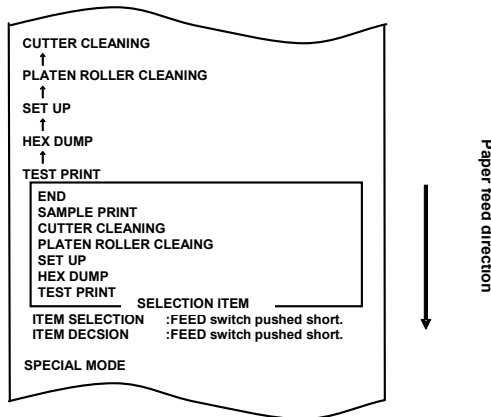 CUTTER CLEANING
↑
PLATEN ROLLER CLEANING
↑
SET UP
↑
HEX DUMP
↑
TEST PRINT
END
SAMPLE PRINT
CUTTER CLEANING
PLATEN ROLLER CLEAING
SET UP
HEX DUMP
TEST PRINT
SELECTION ITEM
ITEM SELECTION :FEED switch pushed short.
ITEM DECSION :FEED switch pushed short.
SPECIAL MODE
Paper feed direction